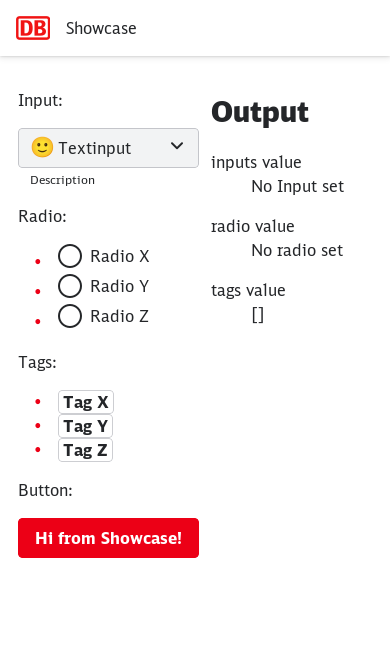 DB Showcase
Input:
🙂 Textinput
Description
Radio:
Radio X
Radio Y
Radio Z
Tags:
Tag X
Tag Y
Tag Z
Button:
Hi from Showcase!
Output
inputs value
No Input set
radio value
No radio set
tags value
[]